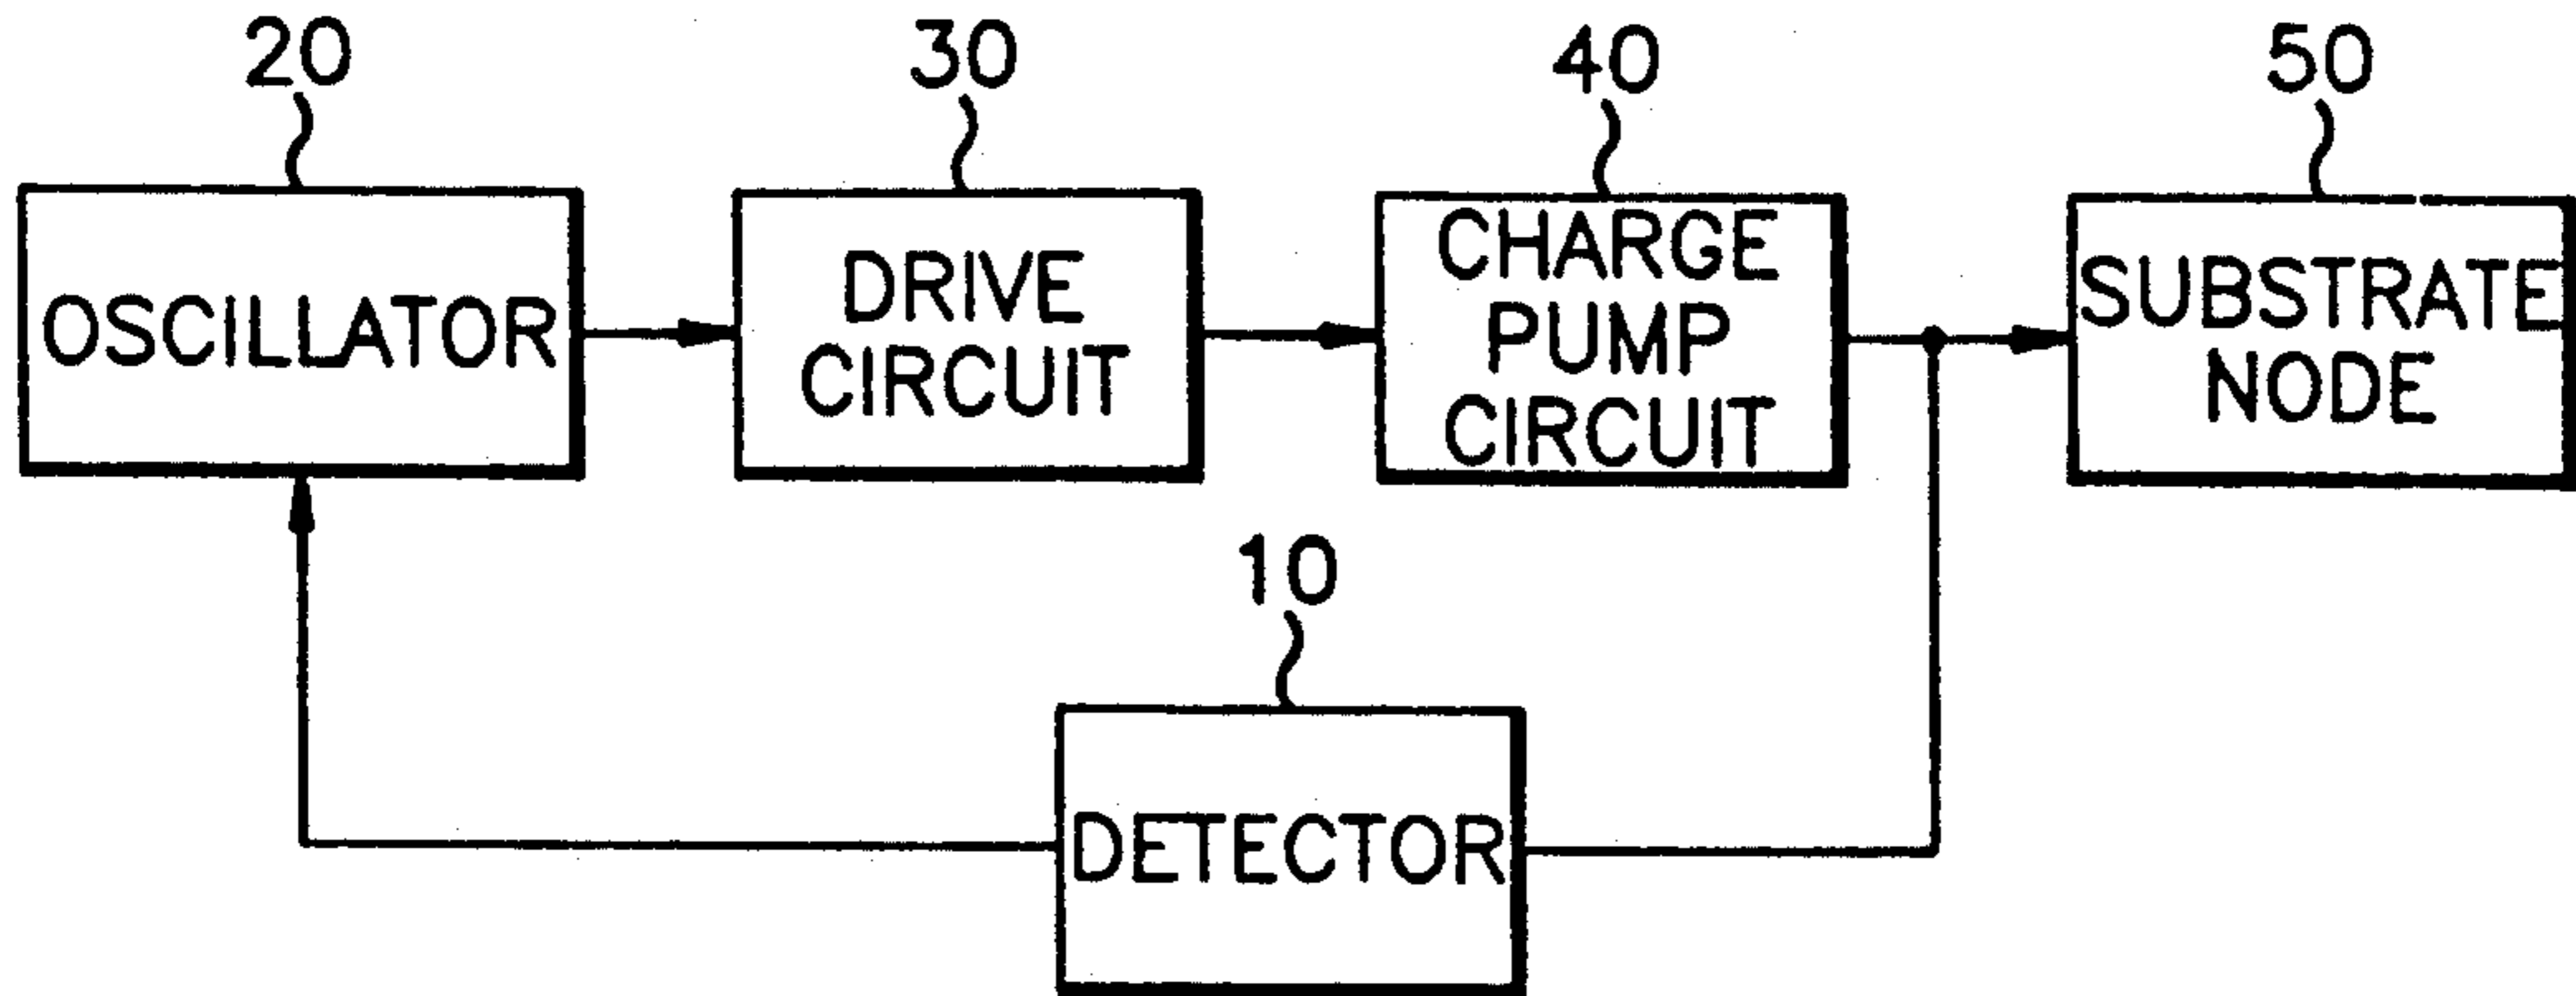 20
30
40
50
OSCILLATOR
DRIVE
CIRCUIT
CHARGE
PUMP
CIRCUIT
SUBSTRATE
NODE
10
DETECTOR